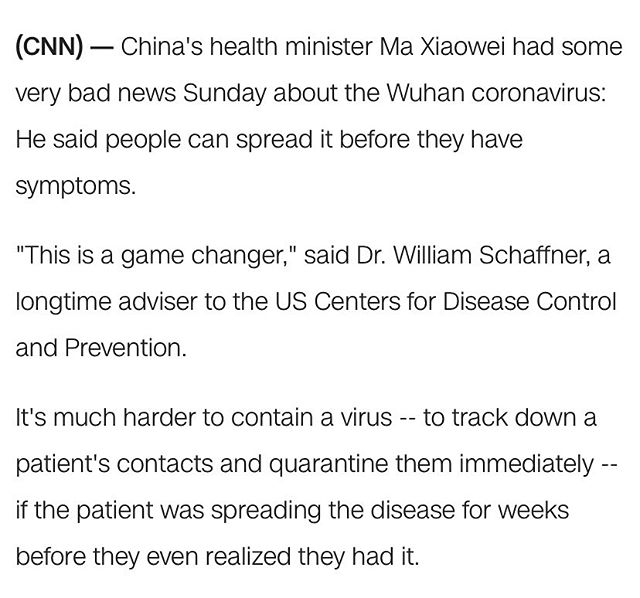 (CNN) — China's health minister Ma Xiaowei had some
very bad news Sunday about the Wuhan coronavirus:
He said people can spread it before they have
symptoms.
"This is a game changer," said Dr. William Schaffner, a
longtime adviser to the US Centers for Disease Control
and Prevention.
It's much harder to contain a virus -- to track down a
patient's contacts and quarantine them immediately --
if the patient was spreading the disease for weeks
before they even realized they had it.